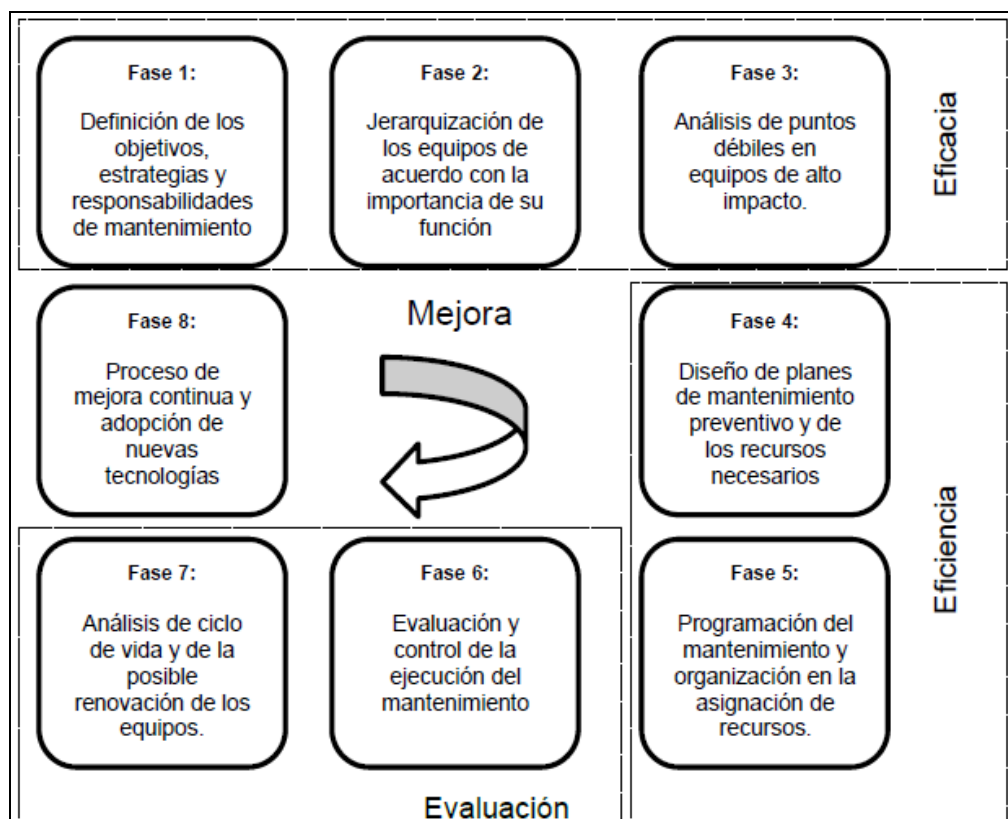 Fase 1:
Definición de los
objetivos,
estrategias y
responsabilidades
de mantenimiento
Fase 2:
Jerarquización de
los equipos de
acuerdo con la
importancia de su
función
Fase 3:
Análisis de puntos
débiles en
equipos de alto
impacto.
Eficacia
Fase 8:
Proceso de
mejora continua y
adopción de
nuevas
tecnologías
Mejora
Fase 4:
Diseño de planes
de mantenimiento
preventivo y de
los recursos
necesarios
Eficiencia
Fase 7:
Análisis de ciclo
de vida y de la
posible
renovación de los
equipos.
Fase 6:
Evaluación y
control de la
ejecución del
mantenimiento
Fase 5:
Programación del
mantenimiento y
organización en la
asignación de
recursos.
Evaluación